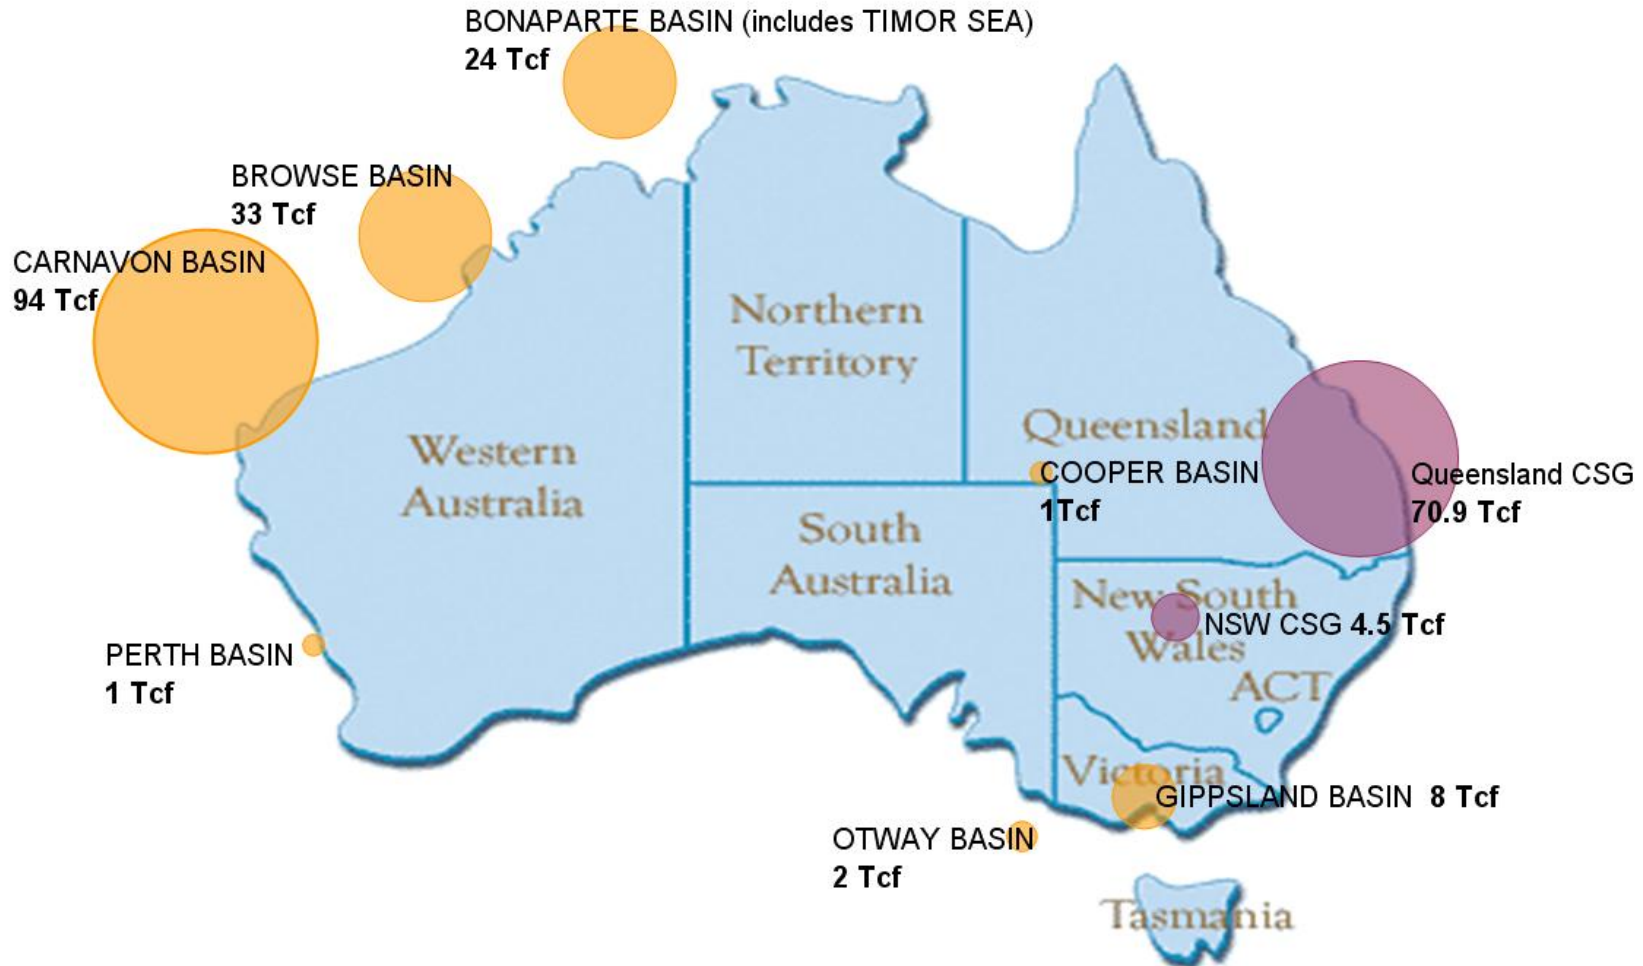 BONAPARTE BASIN (includes TIMOR SEA)
24 Tcf
BROWSE BASIN
33 Tcf
CARNAVON BASIN
94 Tcf
Northern
Territory
Western
Australia
Queensland
COOPER BASIN
1Tcf
Queensland CSG
70.9 Tcf
South
Australia
New South
Wales
NSW CSG 4.5 Tcf
ACT
PERTH BASIN
1 Tcf
Victoria
GIPPSLAND BASIN 8 Tcf
OTWAY BASIN
2 Tcf
Tasmania